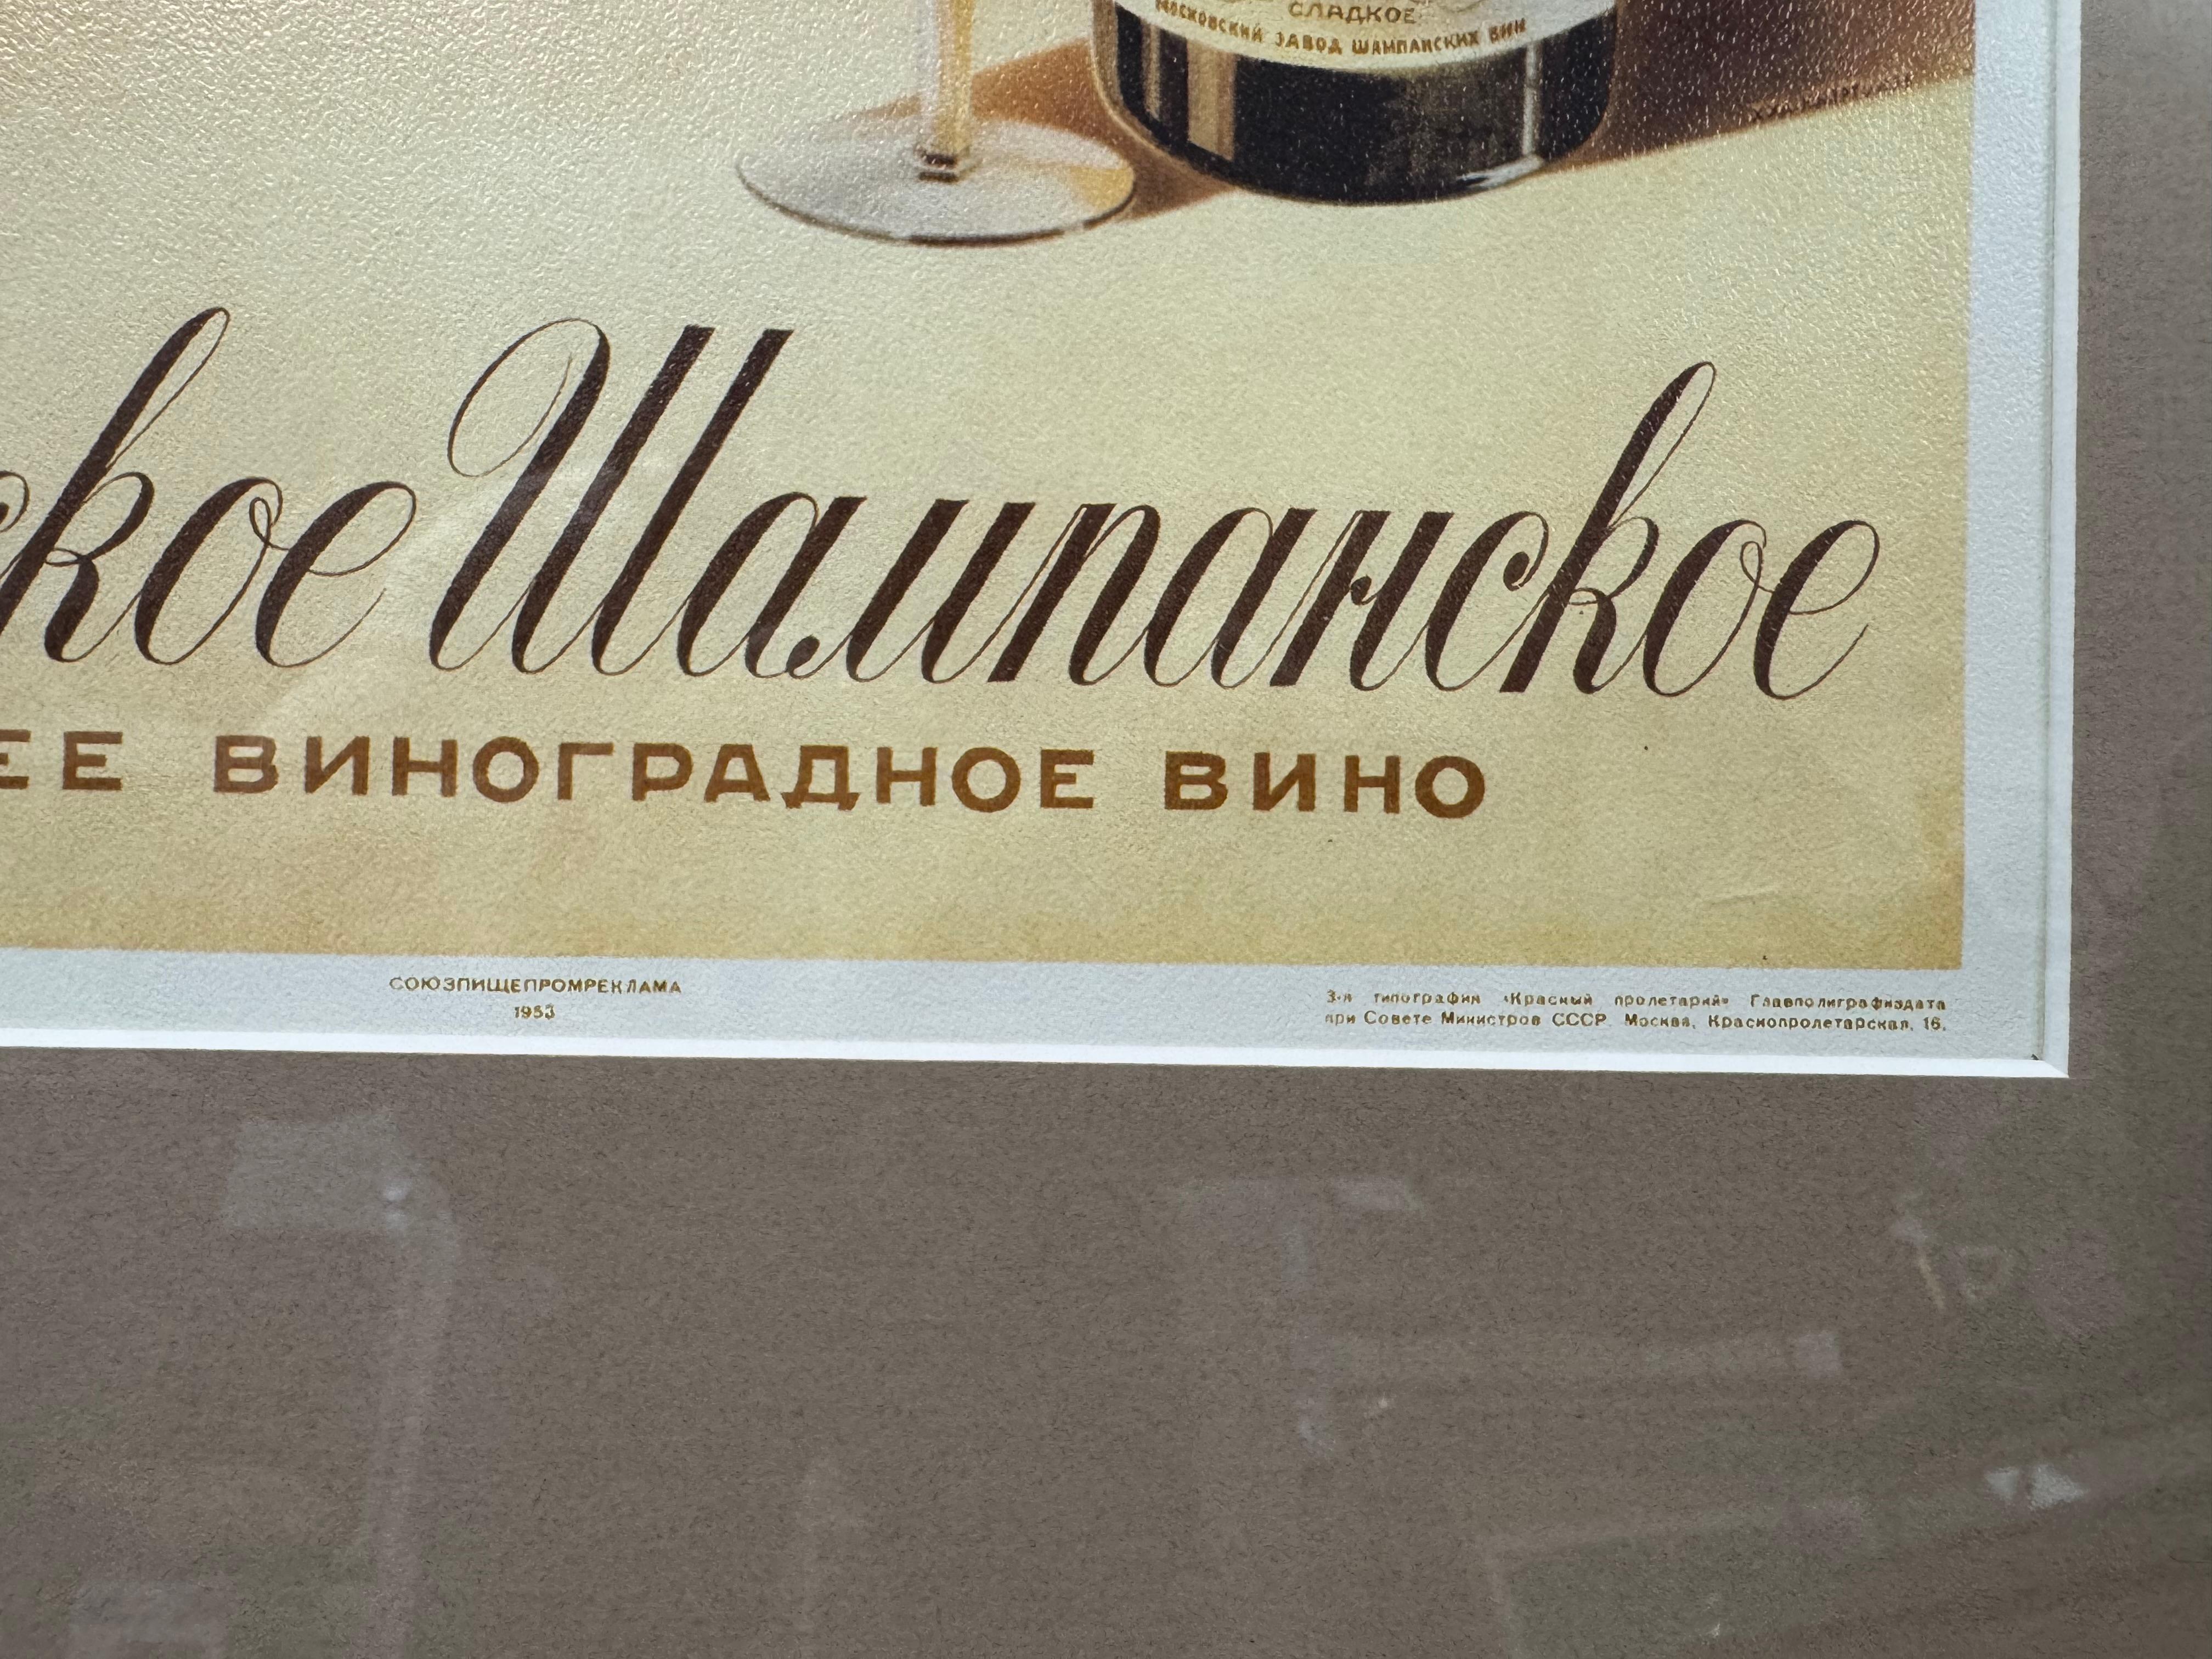 СЛАДКОЕ
МОСКОВСКИЙ ЗАВОД ШАМПАНСКИХ ВИН
ское Шампанское
ЕЕ ВИНОГРАДНОЕ ВИНО
СОЮЗПИЩЕПРОМРЕКЛАМА
1953
3-я типография «Красный пролетарий» Главполиграфиздата
при Совете Министров СССР. Москва, Краснопролетарская, 16.